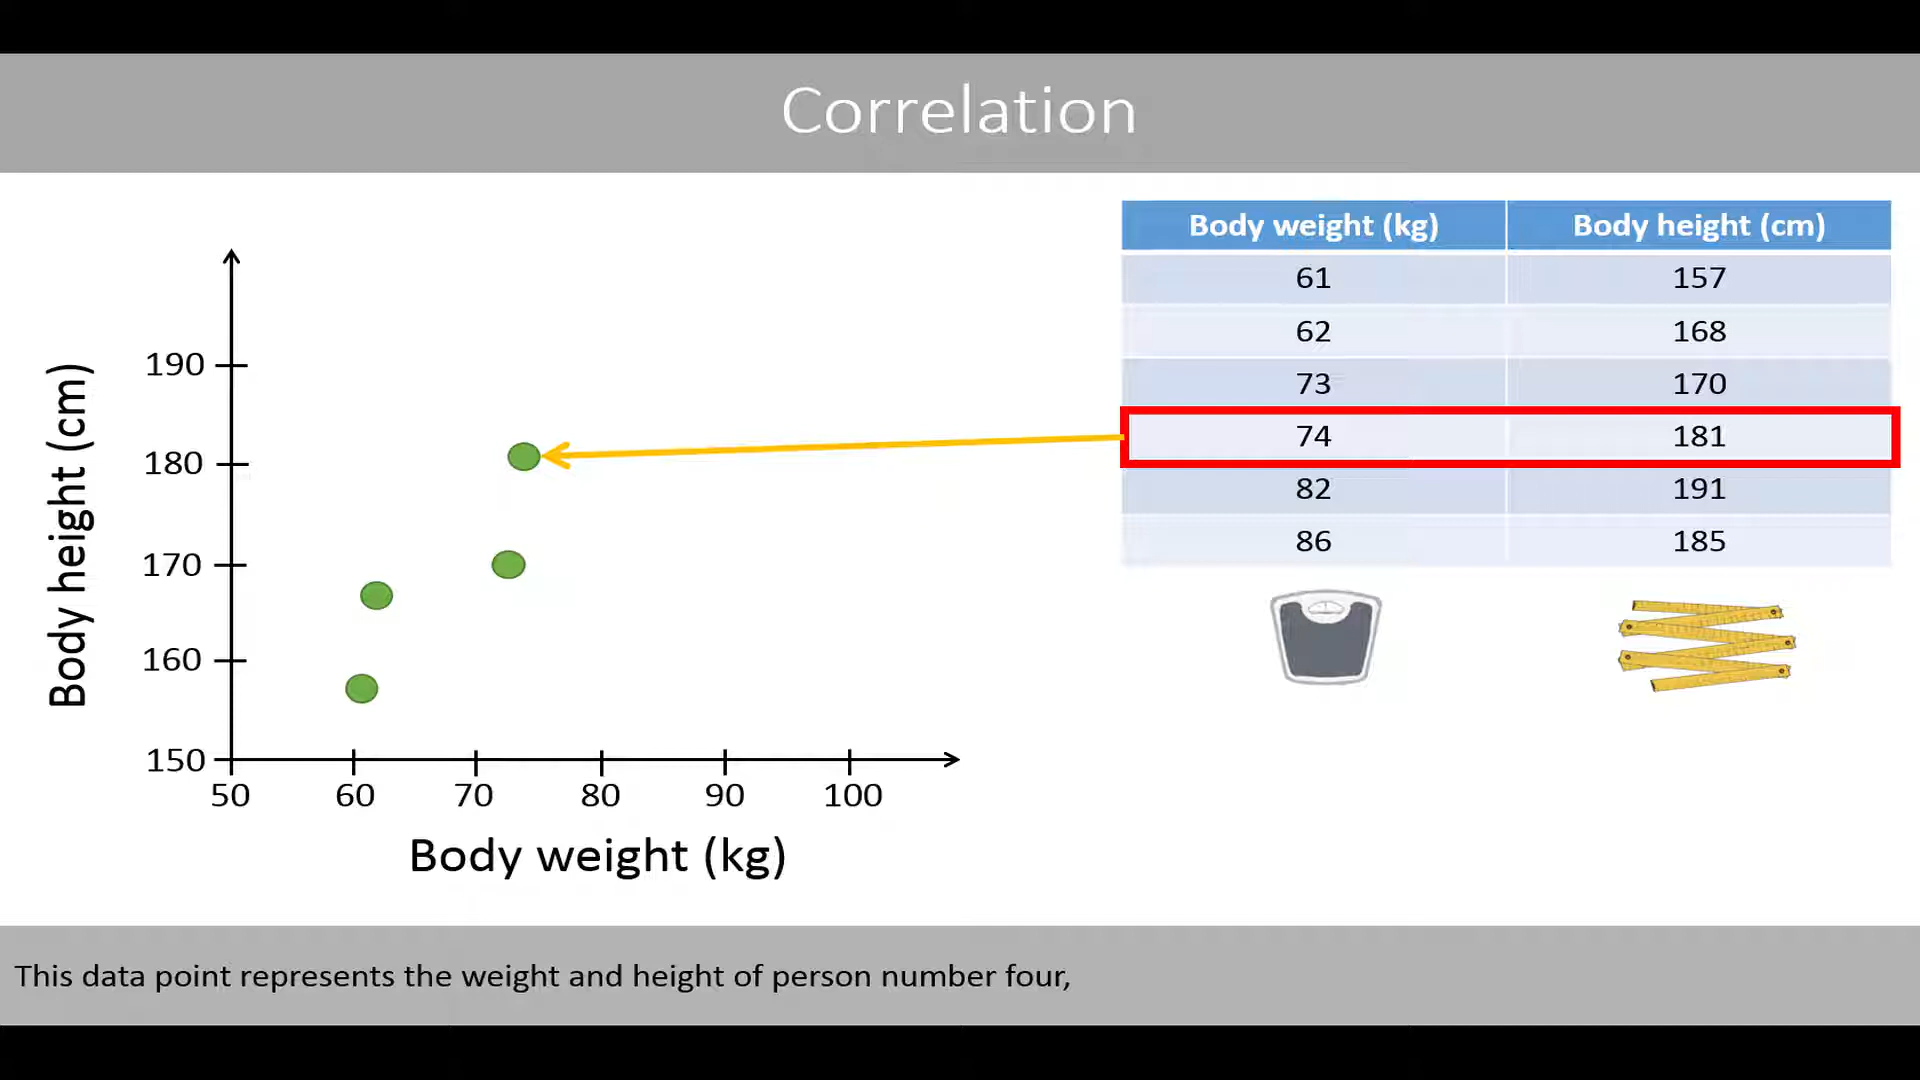 Correlation
Body weight (kg) Body height (cm)
61 157
62 168
73 170
74 181
82 191
86 185
Body height (cm)
190
180
170
160
150
50 60 70 80 90 100
Body weight (kg)
This data point represents the weight and height of person number four,